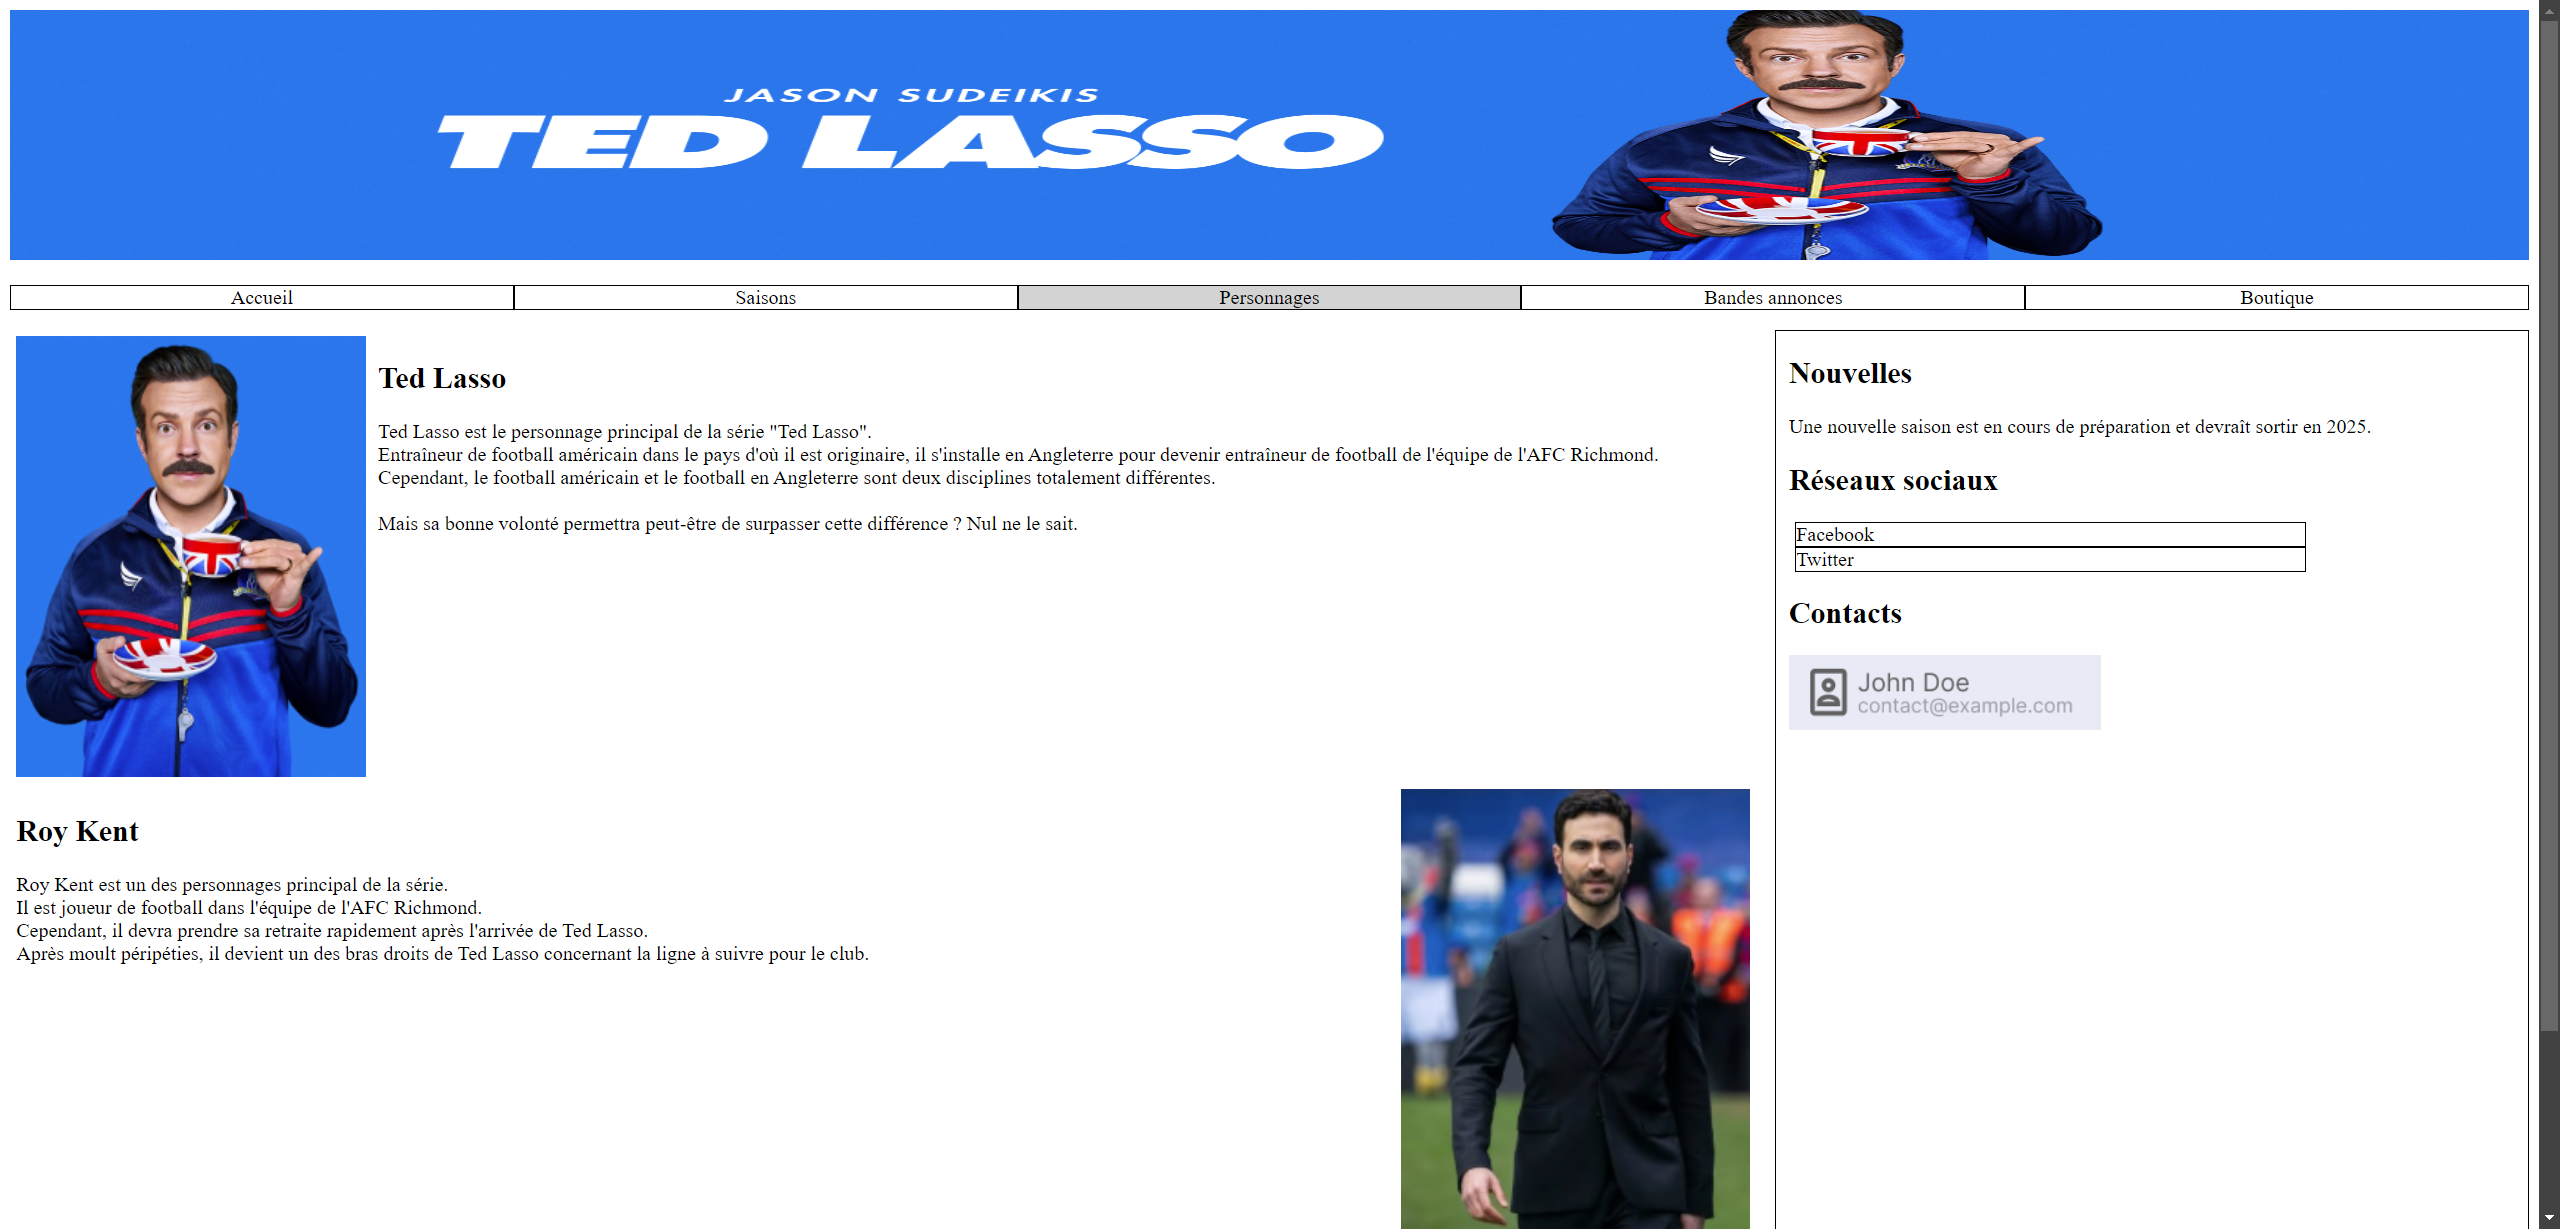 JASON SUDEIKIS
TED LASSO
Accueil
Saisons
Personnages
Bandes annonces
Boutique
Ted Lasso
Ted Lasso est le personnage principal de la série "Ted Lasso".
Entraîneur de football américain dans le pays d'où il est originaire, il s'installe en Angleterre pour devenir entraîneur de football de l'équipe de l'AFC Richmond.
Cependant, le football américain et le football en Angleterre sont deux disciplines totalement différentes.
Mais sa bonne volonté permettra peut-être de surpasser cette différence ? Nul ne le sait.
Roy Kent
Roy Kent est un des personnages principal de la série.
Il est joueur de football dans l'équipe de l'AFC Richmond.
Cependant, il devra prendre sa retraite rapidement après l'arrivée de Ted Lasso.
Après moult péripéties, il devient un des bras droits de Ted Lasso concernant la ligne à suivre pour le club.
Nouvelles
Une nouvelle saison est en cours de préparation et devraît sortir en 2025.
Réseaux sociaux
Facebook
Twitter
Contacts
John Doe
contact@example.com